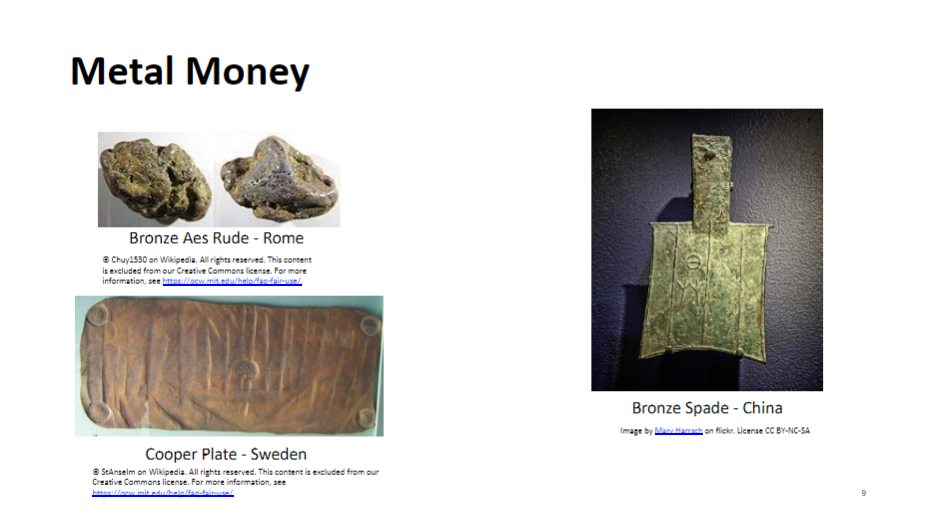 Metal Money
Bronze Aes Rude - Rome
© Chuy1530 on Wikipedia. All rights reserved. This content
is excluded from our Creative Commons license. For more
information, see https://ocw.mit.edu/help/faq-fair-use/.
Cooper Plate - Sweden
© StAnselm on Wikipedia. All rights reserved. This content is excluded from our
Creative Commons license. For more information, see
https://ocw.mit.edu/help/faq-fair-use/.
Bronze Spade - China
Image by Mary Harrsch on flickr. License CC BY-NC-SA
9